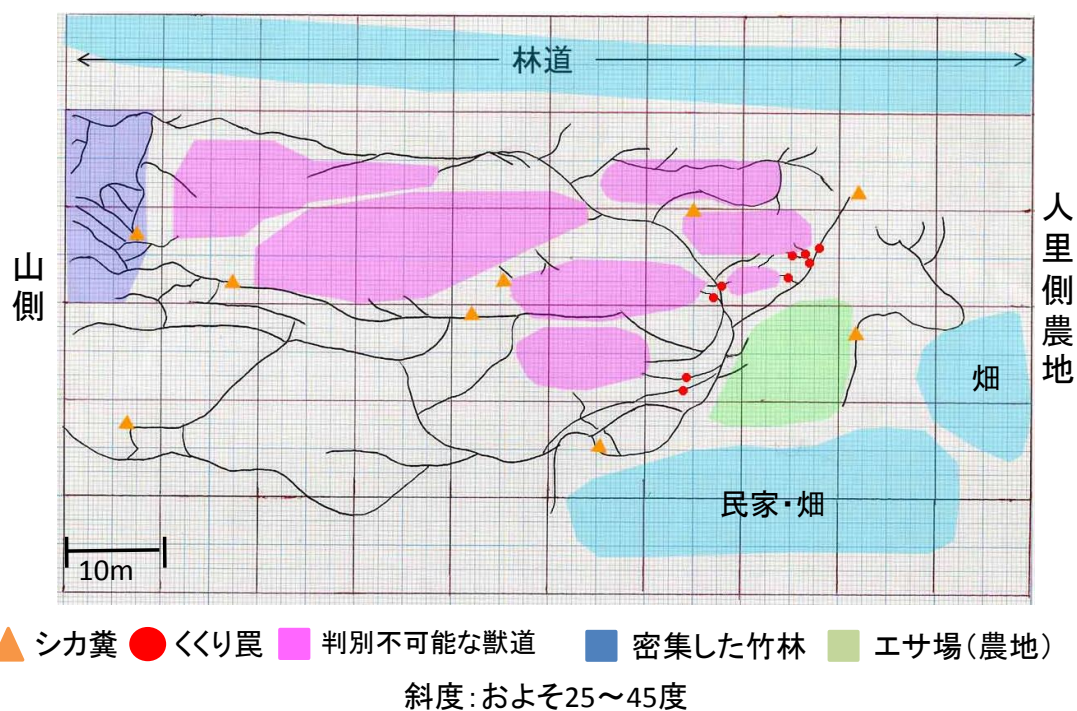 林道
山側
人里側農地
畑
民家・畑
10m
シカ糞 くくり罠 判別不可能な獣道 密集した竹林 エサ場(農地)
斜度:およそ25〜45度